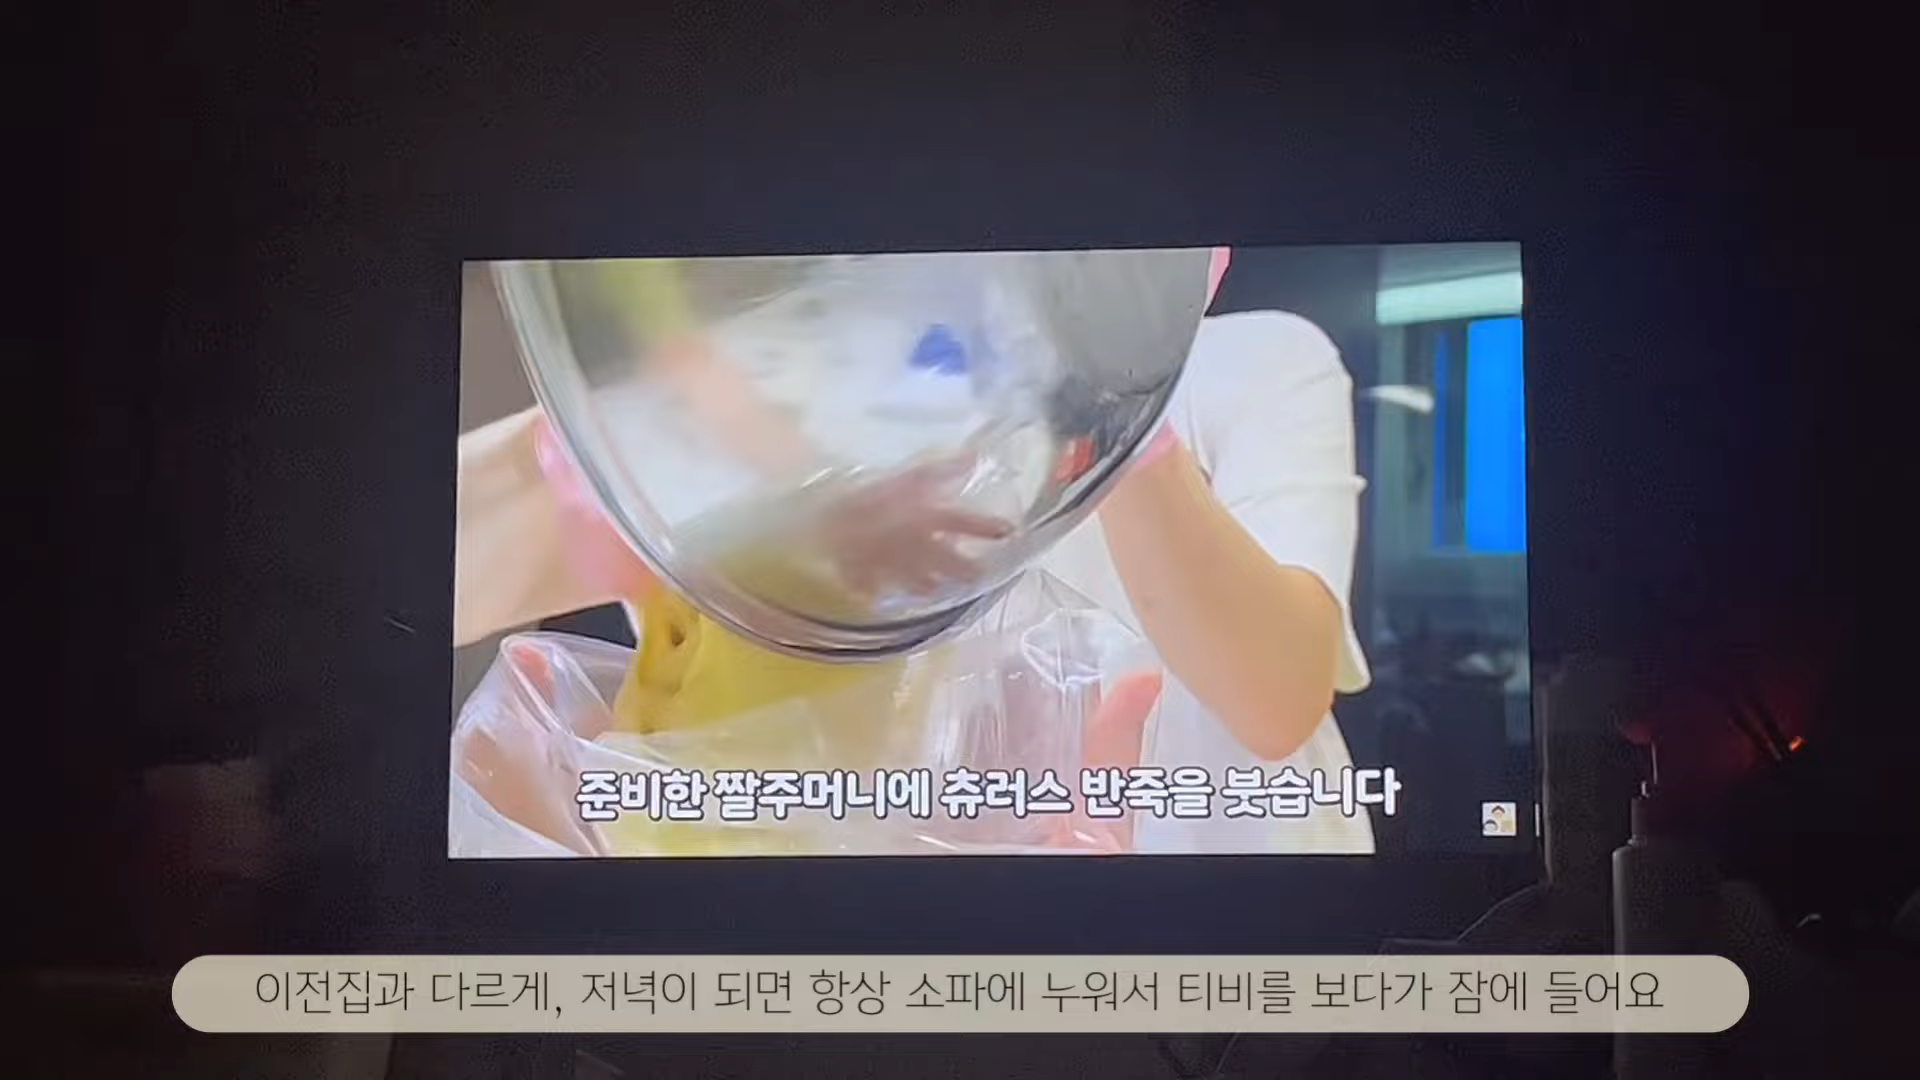 준비한 짤주머니에 츄러스 반죽을 붓습니다
이전집과 다르게, 저녁이 되면 항상 소파에 누워서 티비를 보다가 잠에 들어요